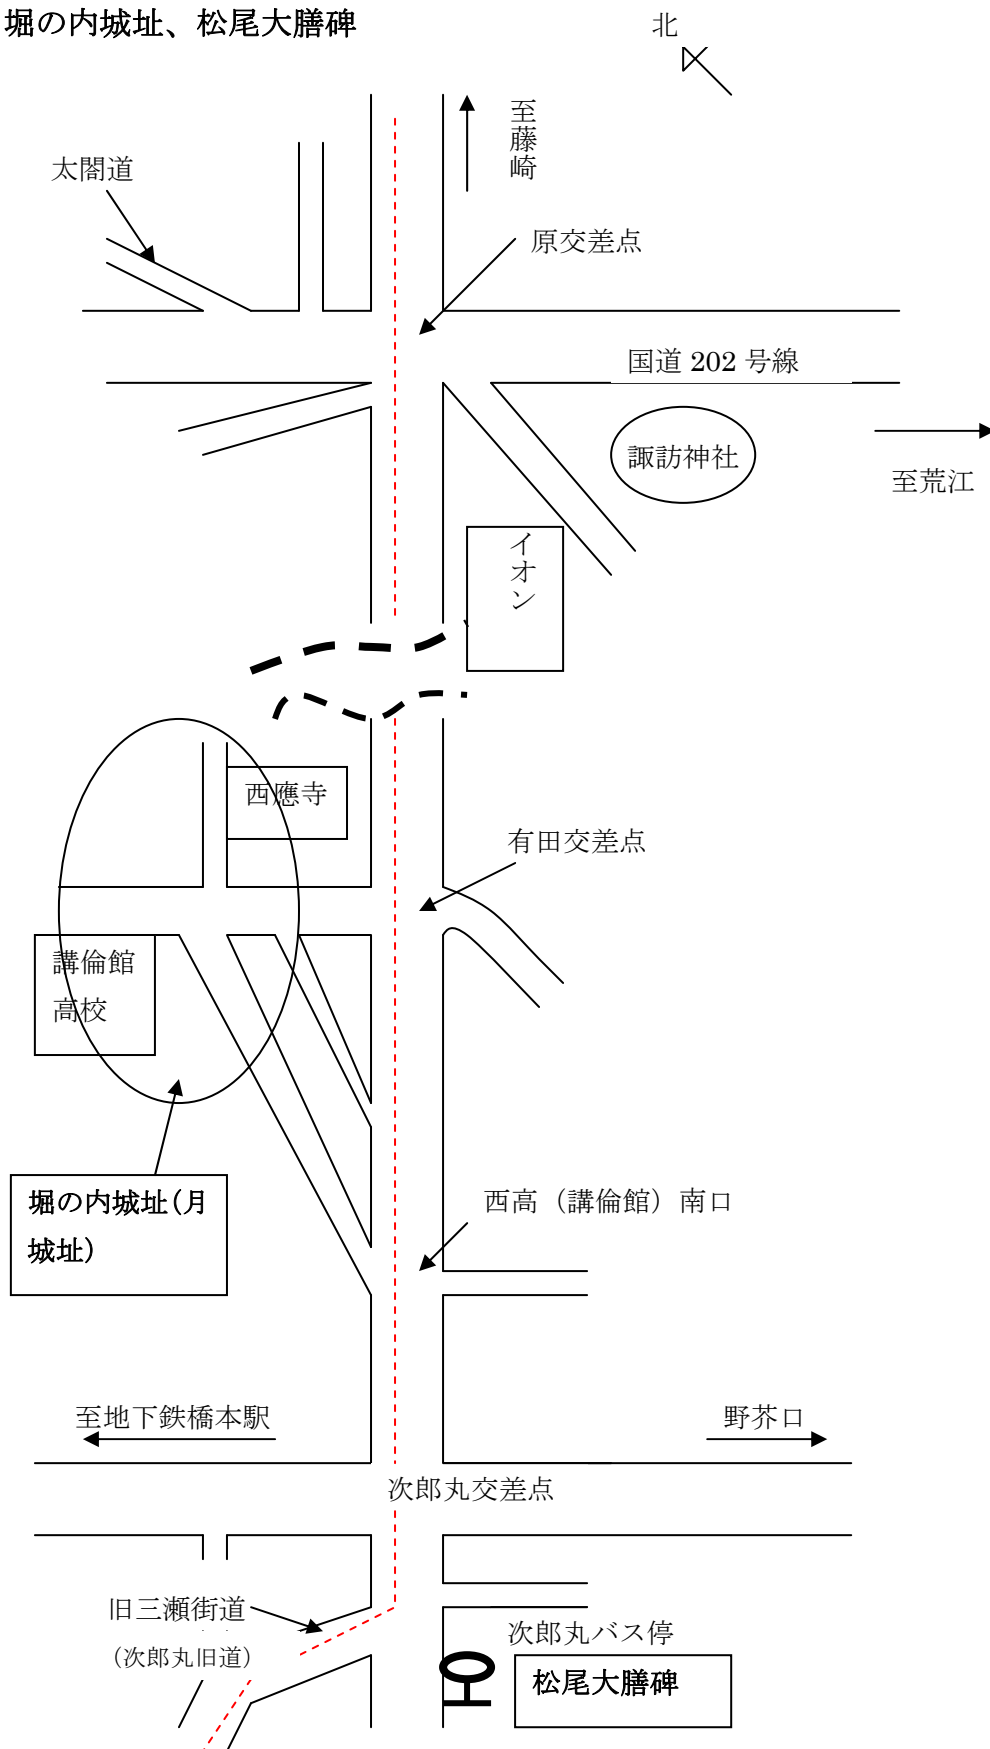 堀の内城址、松尾大膳碑
北
至藤崎
太閤道
原交差点
国道 202 号線
諏訪神社
至荒江
イオン
西應寺
有田交差点
講倫館
高校
堀の内城址(月
城址)
西高（講倫館）南口
至地下鉄橋本駅
野芥口
次郎丸交差点
旧三瀬街道
（次郎丸旧道）
次郎丸バス停
松尾大膳碑